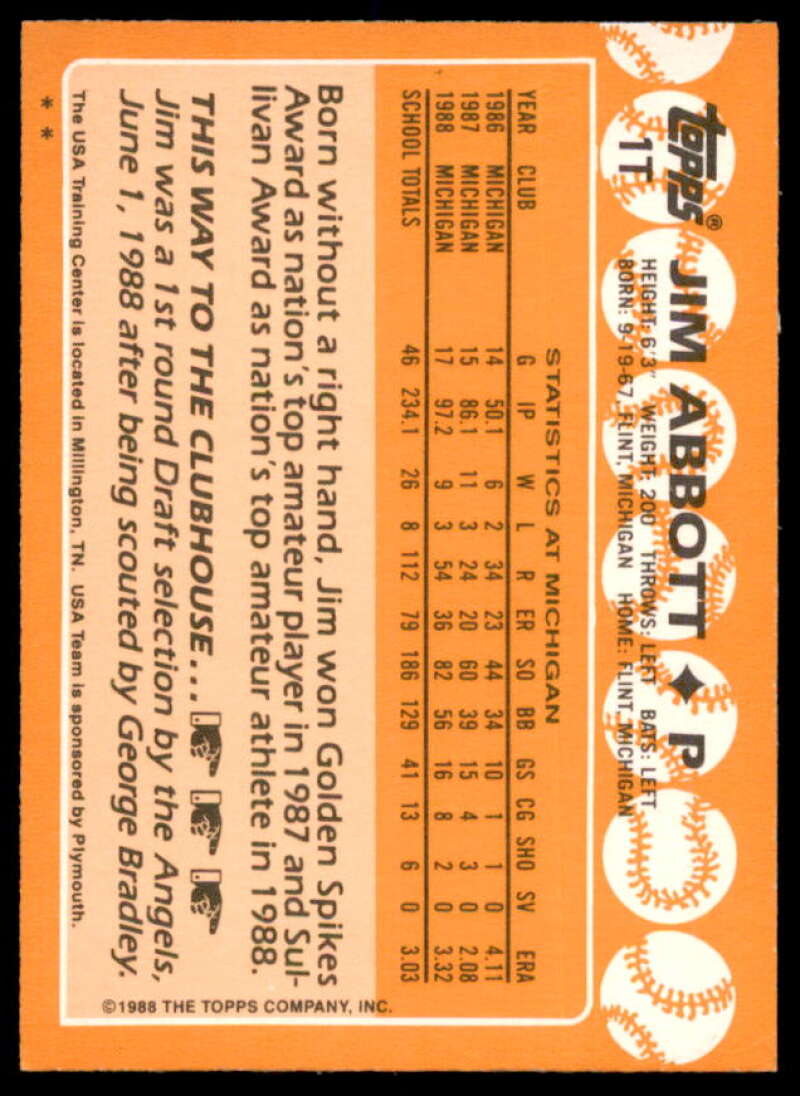 topps®
1T
JIM ABBOTT ♦ P
HEIGHT: 6'3" WEIGHT: 200 THROWS: LEFT BATS: LEFT
BORN: 9-19-67, FLINT, MICHIGAN HOME: FLINT, MICHIGAN
STATISTICS AT MICHIGAN
YEAR CLUB G IP W L R ER SO BB GS CG SHO SV ERA
1986 MICHIGAN 14 50.1 6 2 34 23 44 34 10 1 1 0 4.11
1987 MICHIGAN 15 86.1 11 3 24 20 60 39 15 4 3 0 2.08
1988 MICHIGAN 17 97.2 9 3 54 36 82 56 16 8 2 0 3.32
SCHOOL TOTALS 46 234.1 26 8 112 79 186 129 41 13 6 0 3.03
Born without a right hand, Jim won Golden Spikes
Award as nation's top amateur player in 1987 and Sul-
livan Award as nation's top amateur athlete in 1988.
THIS WAY TO THE CLUBHOUSE...
Jim was a 1st round Draft selection by the Angels,
June 1, 1988 after being scouted by George Bradley.
©1988 THE TOPPS COMPANY, INC.
The USA Training Center is located in Millington, TN. USA Team is sponsored by Plymouth.
* *